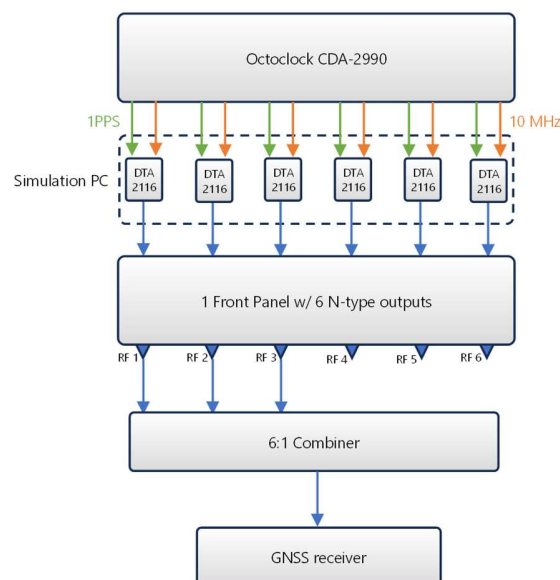 Octoclock CDA-2990
1PPS
10 MHz
Simulation PC
DTA
2116
DTA
2116
DTA
2116
DTA
2116
DTA
2116
DTA
2116
1 Front Panel w/ 6 N-type outputs
RF 1
RF 2
RF 3
RF 4
RF 5
RF 6
6:1 Combiner
GNSS receiver